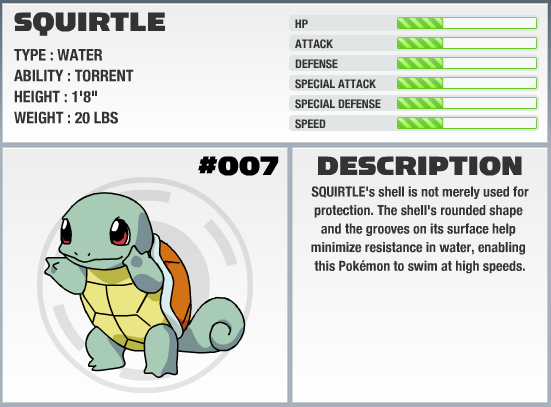 SQUIRTLE
TYPE : WATER
ABILITY : TORRENT
HEIGHT : 1'8"
WEIGHT : 20 LBS
HP
ATTACK
DEFENSE
SPECIAL ATTACK
SPECIAL DEFENSE
SPEED
#007
DESCRIPTION
SQUIRTLE's shell is not merely used for
protection. The shell's rounded shape
and the grooves on its surface help
minimize resistance in water, enabling
this Pokémon to swim at high speeds.